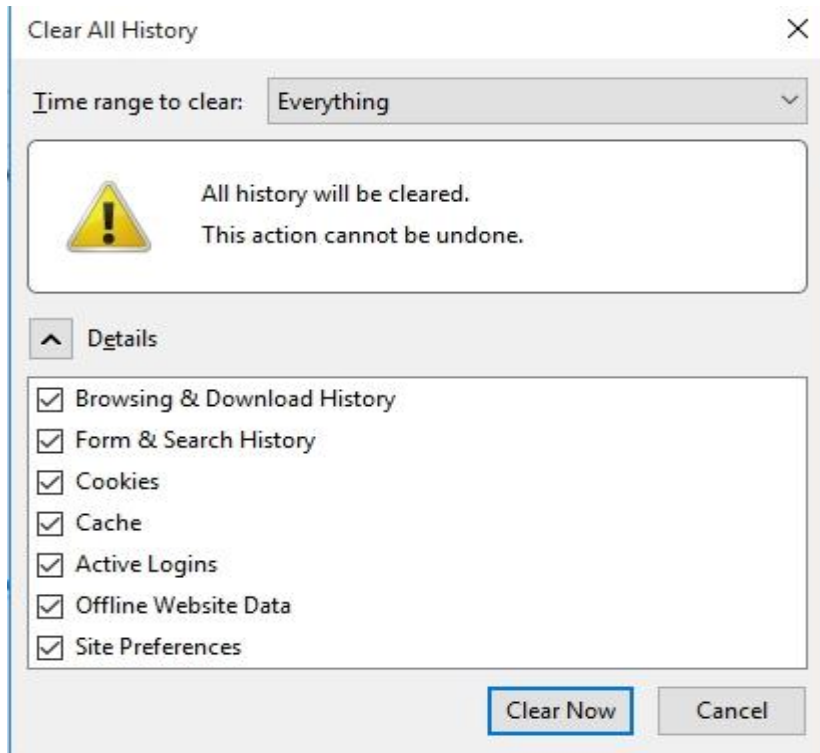 Clear All History
Time range to clear: Everything
All history will be cleared.
This action cannot be undone.
Details
Browsing & Download History
Form & Search History
Cookies
Cache
Active Logins
Offline Website Data
Site Preferences
Clear Now Cancel